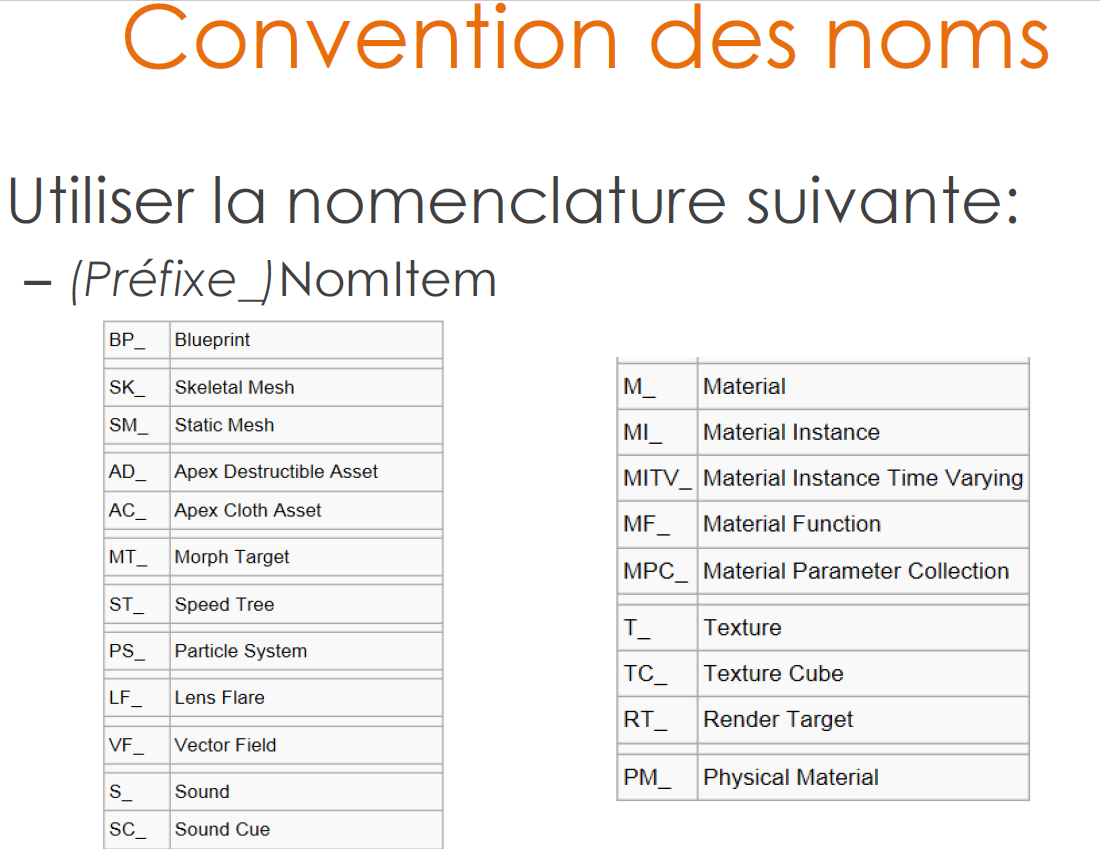 Convention des noms
Utiliser la nomenclature suivante:
– (Préfixe_)NomItem
BP_ Blueprint
SK_ Skeletal Mesh
SM_ Static Mesh
AD_ Apex Destructible Asset
AC_ Apex Cloth Asset
MT_ Morph Target
ST_ Speed Tree
PS_ Particle System
LF_ Lens Flare
VF_ Vector Field
S_ Sound
SC_ Sound Cue
M_ Material
MI_ Material Instance
MITV_ Material Instance Time Varying
MF_ Material Function
MPC_ Material Parameter Collection
T_ Texture
TC_ Texture Cube
RT_ Render Target
PM_ Physical Material